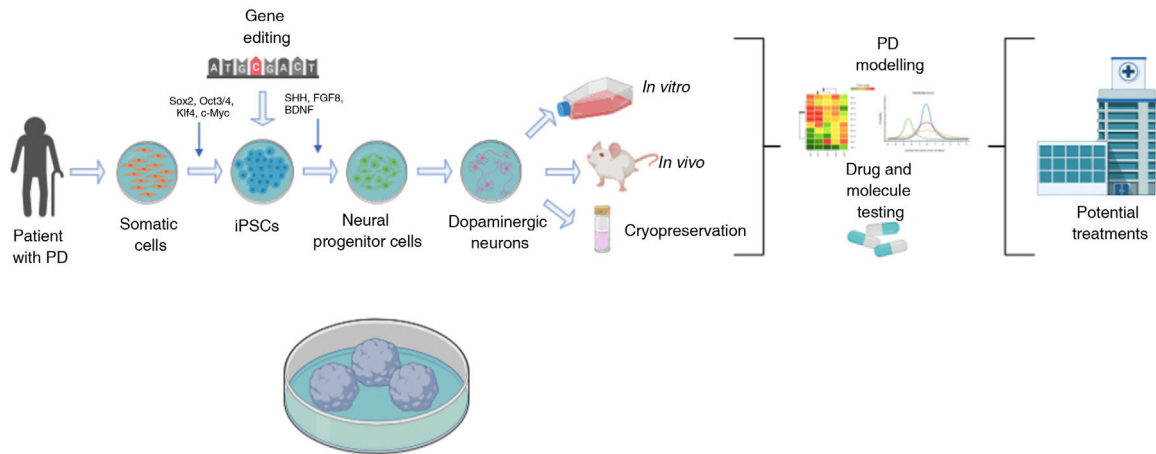 Gene
editing
ATGCGACT
Sox2, Oct3/4,
Klf4, c-Myc
SHH, FGF8,
BDNF
Patient
with PD
Somatic
cells
iPSCs
Neural
progenitor cells
Dopaminergic
neurons
In vitro
In vivo
Cryopreservation
PD
modelling
Drug and
molecule
testing
Potential
treatments